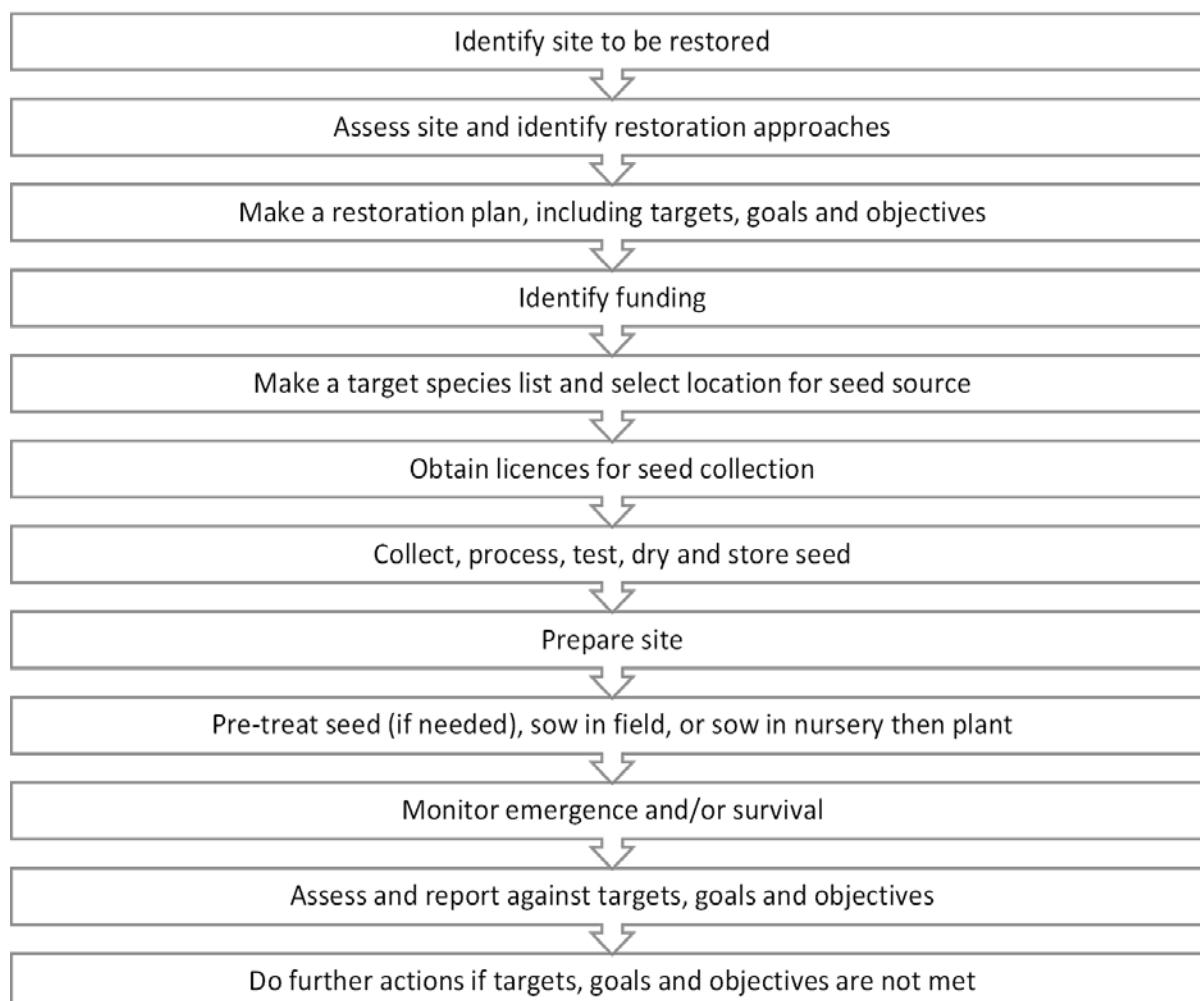 Identify site to be restored
Assess site and identify restoration approaches
Make a restoration plan, including targets, goals and objectives
Identify funding
Make a target species list and select location for seed source
Obtain licences for seed collection
Collect, process, test, dry and store seed
Prepare site
Pre-treat seed (if needed), sow in field, or sow in nursery then plant
Monitor emergence and/or survival
Assess and report against targets, goals and objectives
Do further actions if targets, goals and objectives are not met